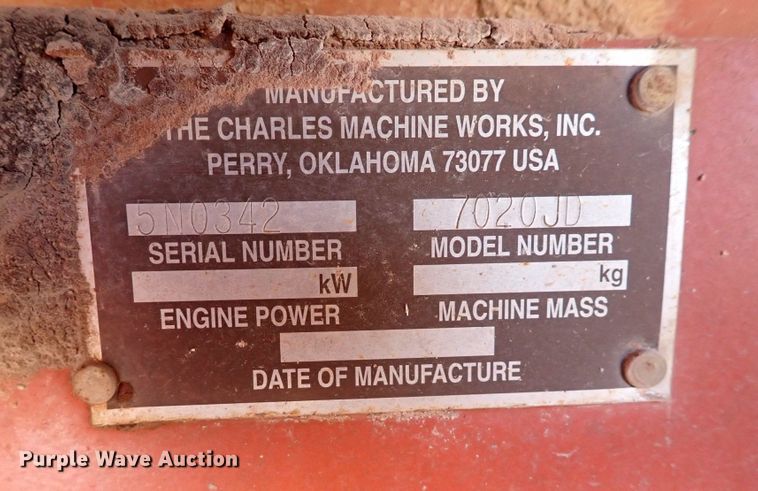 MANUFACTURED BY
THE CHARLES MACHINE WORKS, INC.
PERRY, OKLAHOMA 73077 USA
5N0342 7020JD
SERIAL NUMBER MODEL NUMBER
kW kg
ENGINE POWER MACHINE MASS
DATE OF MANUFACTURE
Purple Wave Auction